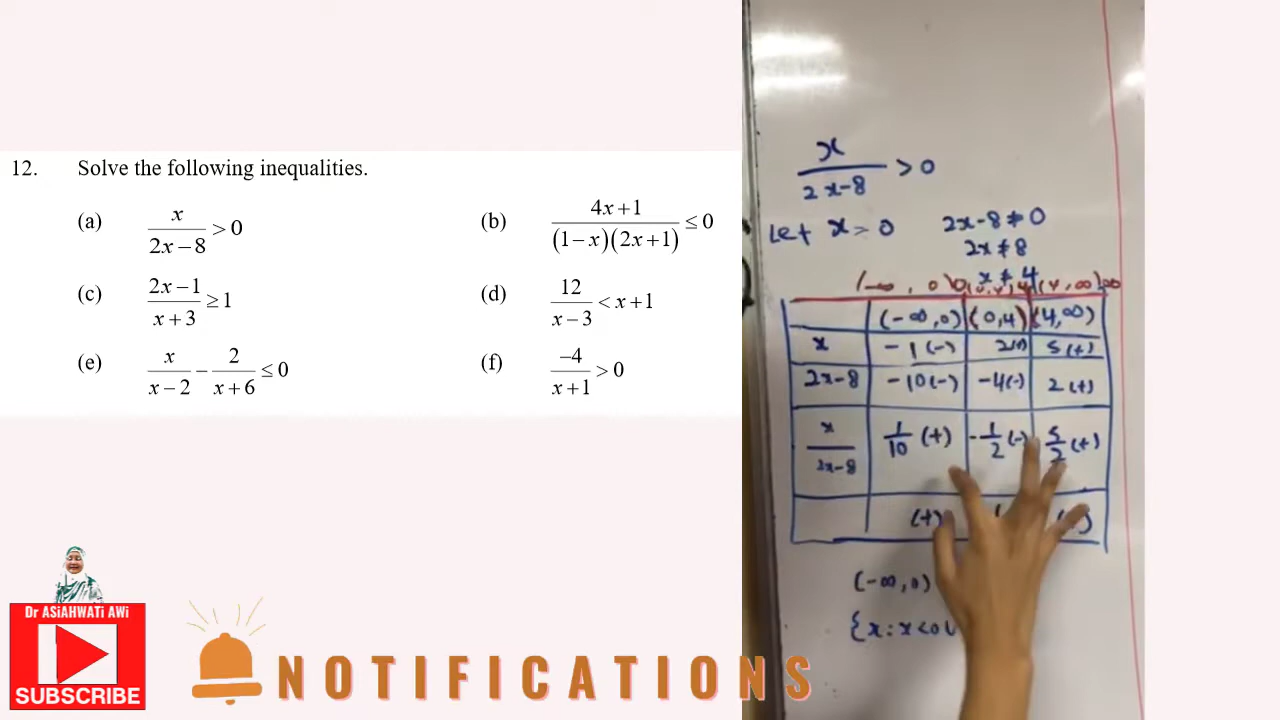 12. Solve the following inequalities.
(a) x/(2x − 8) > 0
(b) (4x + 1)/((1 − x)(2x + 1)) ≤ 0
(c) (2x − 1)/(x + 3) ≥ 1
(d) 12/(x − 3) < x + 1
(e) x/(x − 2) − 2/(x + 6) ≤ 0
(f) −4/(x + 1) > 0
Dr ASiAHWATi AWi
SUBSCRIBE
NOTIFICATIONS
x/(2x−8) > 0
Let x = 0 2x−8 ≠ 0
2x ≠ 8
x ≠ 4
(−∞, 0) (4, ∞)
(−∞, 0) (0, 4) (4, ∞)
x −1 (−) 2 (+) 5 (+)
2x−8 −10 (−) −4 (−) 2 (+)
x/(2x−8) 1/10 (+) −1/2 (−) 5/2 (+)
(+)
(−∞, 0)
{x : x < 0 ∪